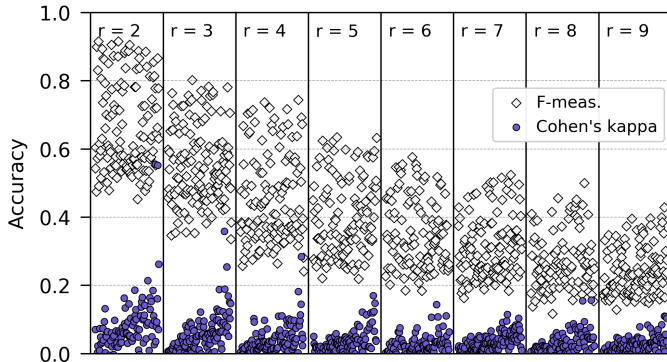 1.0
r = 2 r = 3 r = 4 r = 5 r = 6 r = 7 r = 8 r = 9
0.8
F-meas.
Cohen's kappa
0.6
Accuracy
0.4
0.2
0.0